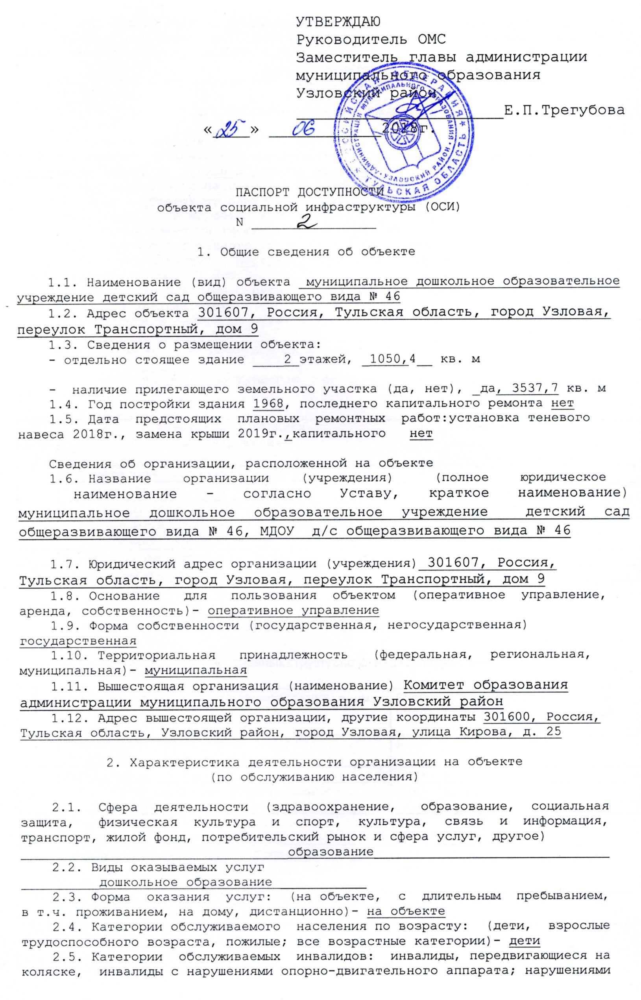 УТВЕРЖДАЮ
Руководитель ОМС
Заместитель главы администрации
муниципального образования
Узловский район
Е.П.Трегубова
«25» 06 2018г.
РОССИЙСКАЯ ФЕДЕРАЦИЯ * ТУЛЬСКАЯ ОБЛАСТЬ *
АДМИНИСТРАЦИЯ МУНИЦИПАЛЬНОГО ОБРАЗОВАНИЯ • УЗЛОВСКИЙ РАЙОН •
ПАСПОРТ ДОСТУПНОСТИ
объекта социальной инфраструктуры (ОСИ)
N 2
1. Общие сведения об объекте
1.1. Наименование (вид) объекта муниципальное дошкольное образовательное
учреждение детский сад общеразвивающего вида № 46
1.2. Адрес объекта 301607, Россия, Тульская область, город Узловая,
переулок Транспортный, дом 9
1.3. Сведения о размещении объекта:
- отдельно стоящее здание ____2_этажей, _1050,4__ кв. м
- наличие прилегающего земельного участка (да, нет), _да, 3537,7 кв. м
1.4. Год постройки здания 1968, последнего капитального ремонта нет
1.5. Дата предстоящих плановых ремонтных работ:установка теневого
навеса 2018г., замена крыши 2019г.,капитального нет
Сведения об организации, расположенной на объекте
1.6. Название организации (учреждения) (полное юридическое
наименование - согласно Уставу, краткое наименование)
муниципальное дошкольное образовательное учреждение детский сад
общеразвивающего вида № 46, МДОУ д/с общеразвивающего вида № 46
1.7. Юридический адрес организации (учреждения) 301607, Россия,
Тульская область, город Узловая, переулок Транспортный, дом 9
1.8. Основание для пользования объектом (оперативное управление,
аренда, собственность)- оперативное управление
1.9. Форма собственности (государственная, негосударственная)
государственная
1.10. Территориальная принадлежность (федеральная, региональная,
муниципальная)- муниципальная
1.11. Вышестоящая организация (наименование) Комитет образования
администрации муниципального образования Узловский район
1.12. Адрес вышестоящей организации, другие координаты 301600, Россия,
Тульская область, Узловский район, город Узловая, улица Кирова, д. 25
2. Характеристика деятельности организации на объекте
(по обслуживанию населения)
2.1. Сфера деятельности (здравоохранение, образование, социальная
защита, физическая культура и спорт, культура, связь и информация,
транспорт, жилой фонд, потребительский рынок и сфера услуг, другое)
образование
2.2. Виды оказываемых услуг
дошкольное образование
2.3. Форма оказания услуг: (на объекте, с длительным пребыванием,
в т.ч. проживанием, на дому, дистанционно)- на объекте
2.4. Категории обслуживаемого населения по возрасту: (дети, взрослые
трудоспособного возраста, пожилые; все возрастные категории)- дети
2.5. Категории обслуживаемых инвалидов: инвалиды, передвигающиеся на
коляске, инвалиды с нарушениями опорно-двигательного аппарата; нарушениями